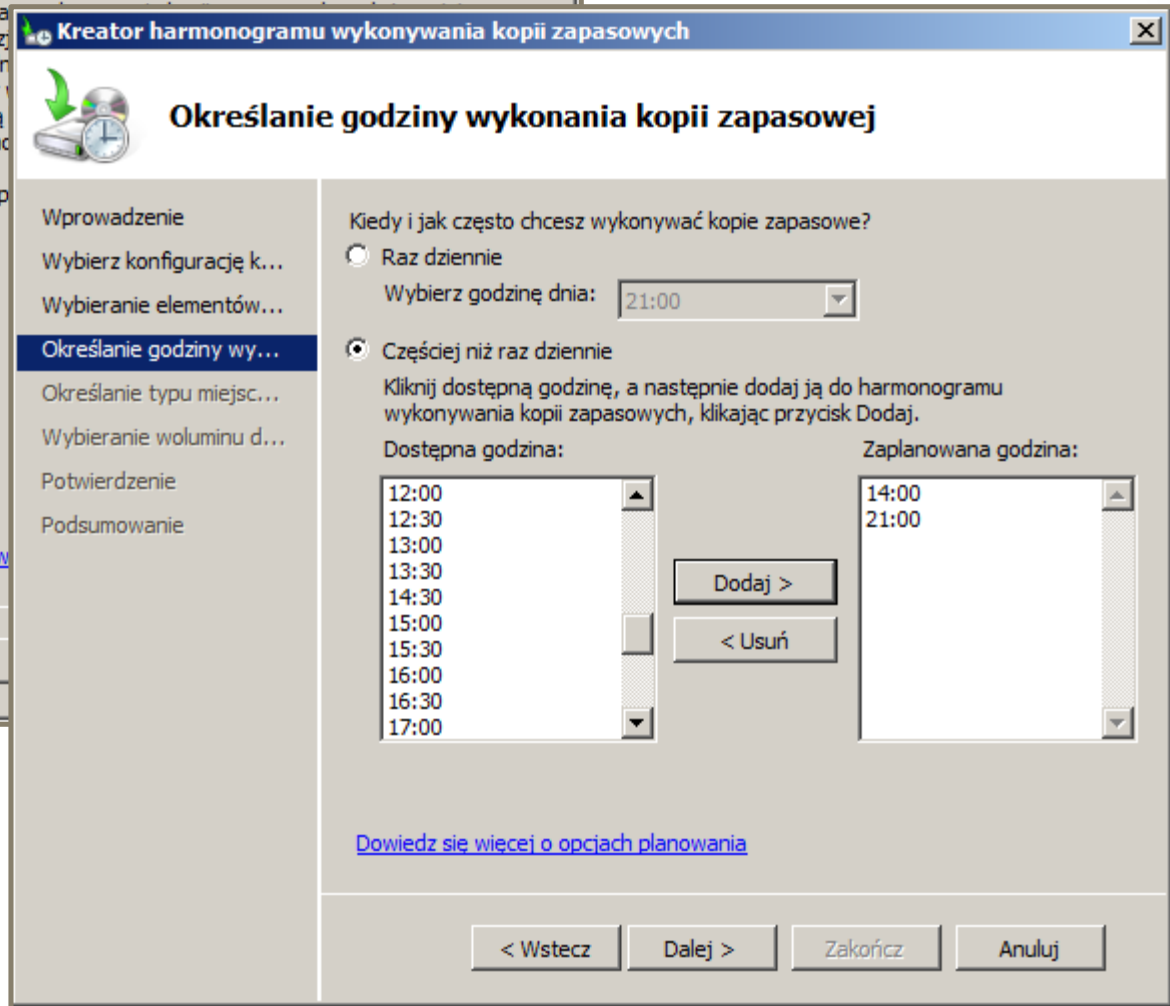 Kreator harmonogramu wykonywania kopii zapasowych
Określanie godziny wykonania kopii zapasowej
Wprowadzenie
Wybierz konfigurację k...
Wybieranie elementów...
Określanie godziny wy...
Określanie typu miejsc...
Wybieranie woluminu d...
Potwierdzenie
Podsumowanie
Kiedy i jak często chcesz wykonywać kopie zapasowe?
Raz dziennie
Wybierz godzinę dnia: 21:00
Częściej niż raz dziennie
Kliknij dostępną godzinę, a następnie dodaj ją do harmonogramu
wykonywania kopii zapasowych, klikając przycisk Dodaj.
Dostępna godzina:
12:00
12:30
13:00
13:30
14:30
15:00
15:30
16:00
16:30
17:00
Dodaj >
< Usuń
Zaplanowana godzina:
14:00
21:00
Dowiedz się więcej o opcjach planowania
< Wstecz Dalej > Zakończ Anuluj